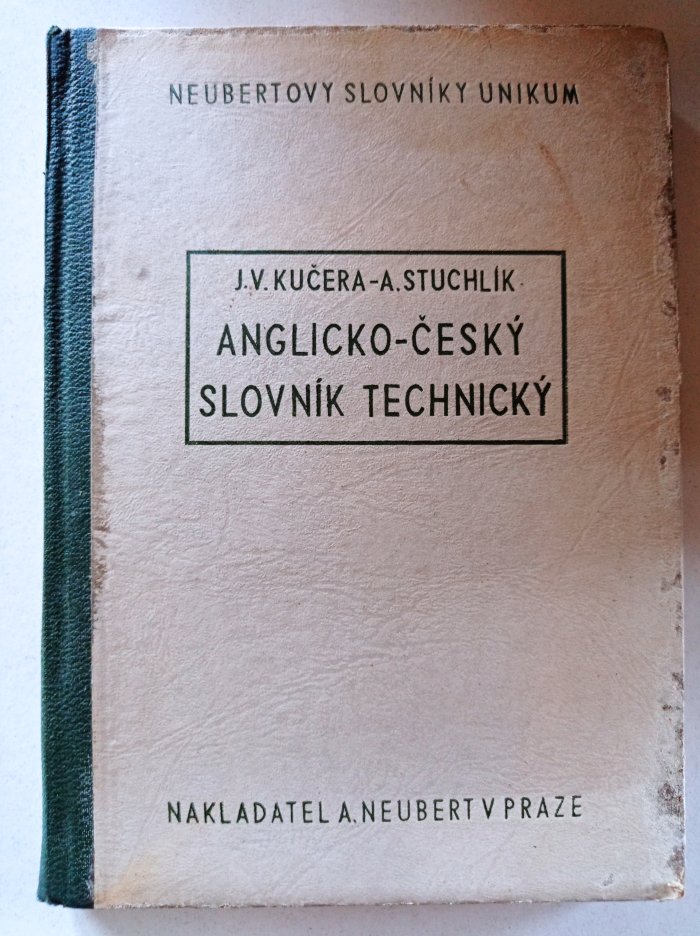 NEUBERTOVY SLOVNÍKY UNIKUM
J.V. KUČERA-A. STUCHLÍK
ANGLICKO-ČESKÝ
SLOVNÍK TECHNICKÝ
NAKLADATEL A. NEUBERT V PRAZE